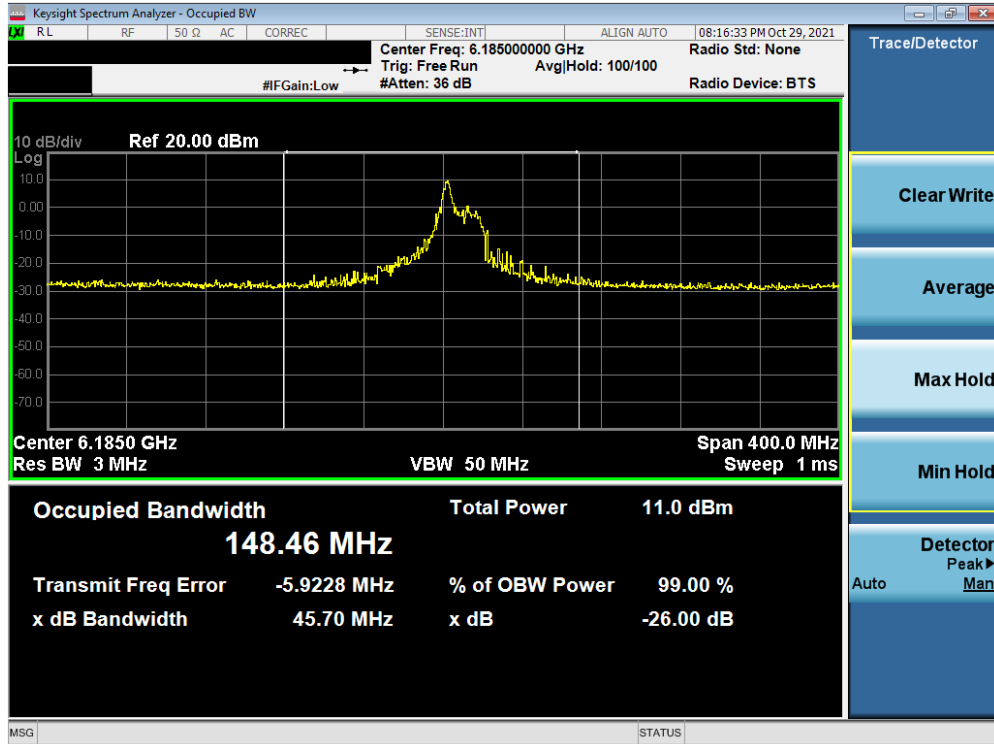 Keysight Spectrum Analyzer - Occupied BW
LXI RL RF 50 Ω AC CORREC SENSE:INT ALIGN AUTO 08:16:33 PM Oct 29, 2021
Center Freq: 6.185000000 GHz Radio Std: None
Trig: Free Run Avg|Hold: 100/100
#IFGain:Low #Atten: 36 dB Radio Device: BTS
10 dB/div Ref 20.00 dBm
Log
10.0
0.00
-10.0
-20.0
-30.0
-40.0
-50.0
-60.0
-70.0
Center 6.1850 GHz Span 400.0 MHz
Res BW 3 MHz VBW 50 MHz Sweep 1 ms
Occupied Bandwidth Total Power 11.0 dBm
148.46 MHz
Transmit Freq Error -5.9228 MHz % of OBW Power 99.00 %
x dB Bandwidth 45.70 MHz x dB -26.00 dB
MSG STATUS
Trace/Detector
Clear Write
Average
Max Hold
Min Hold
Detector
Peak▶
Auto Man